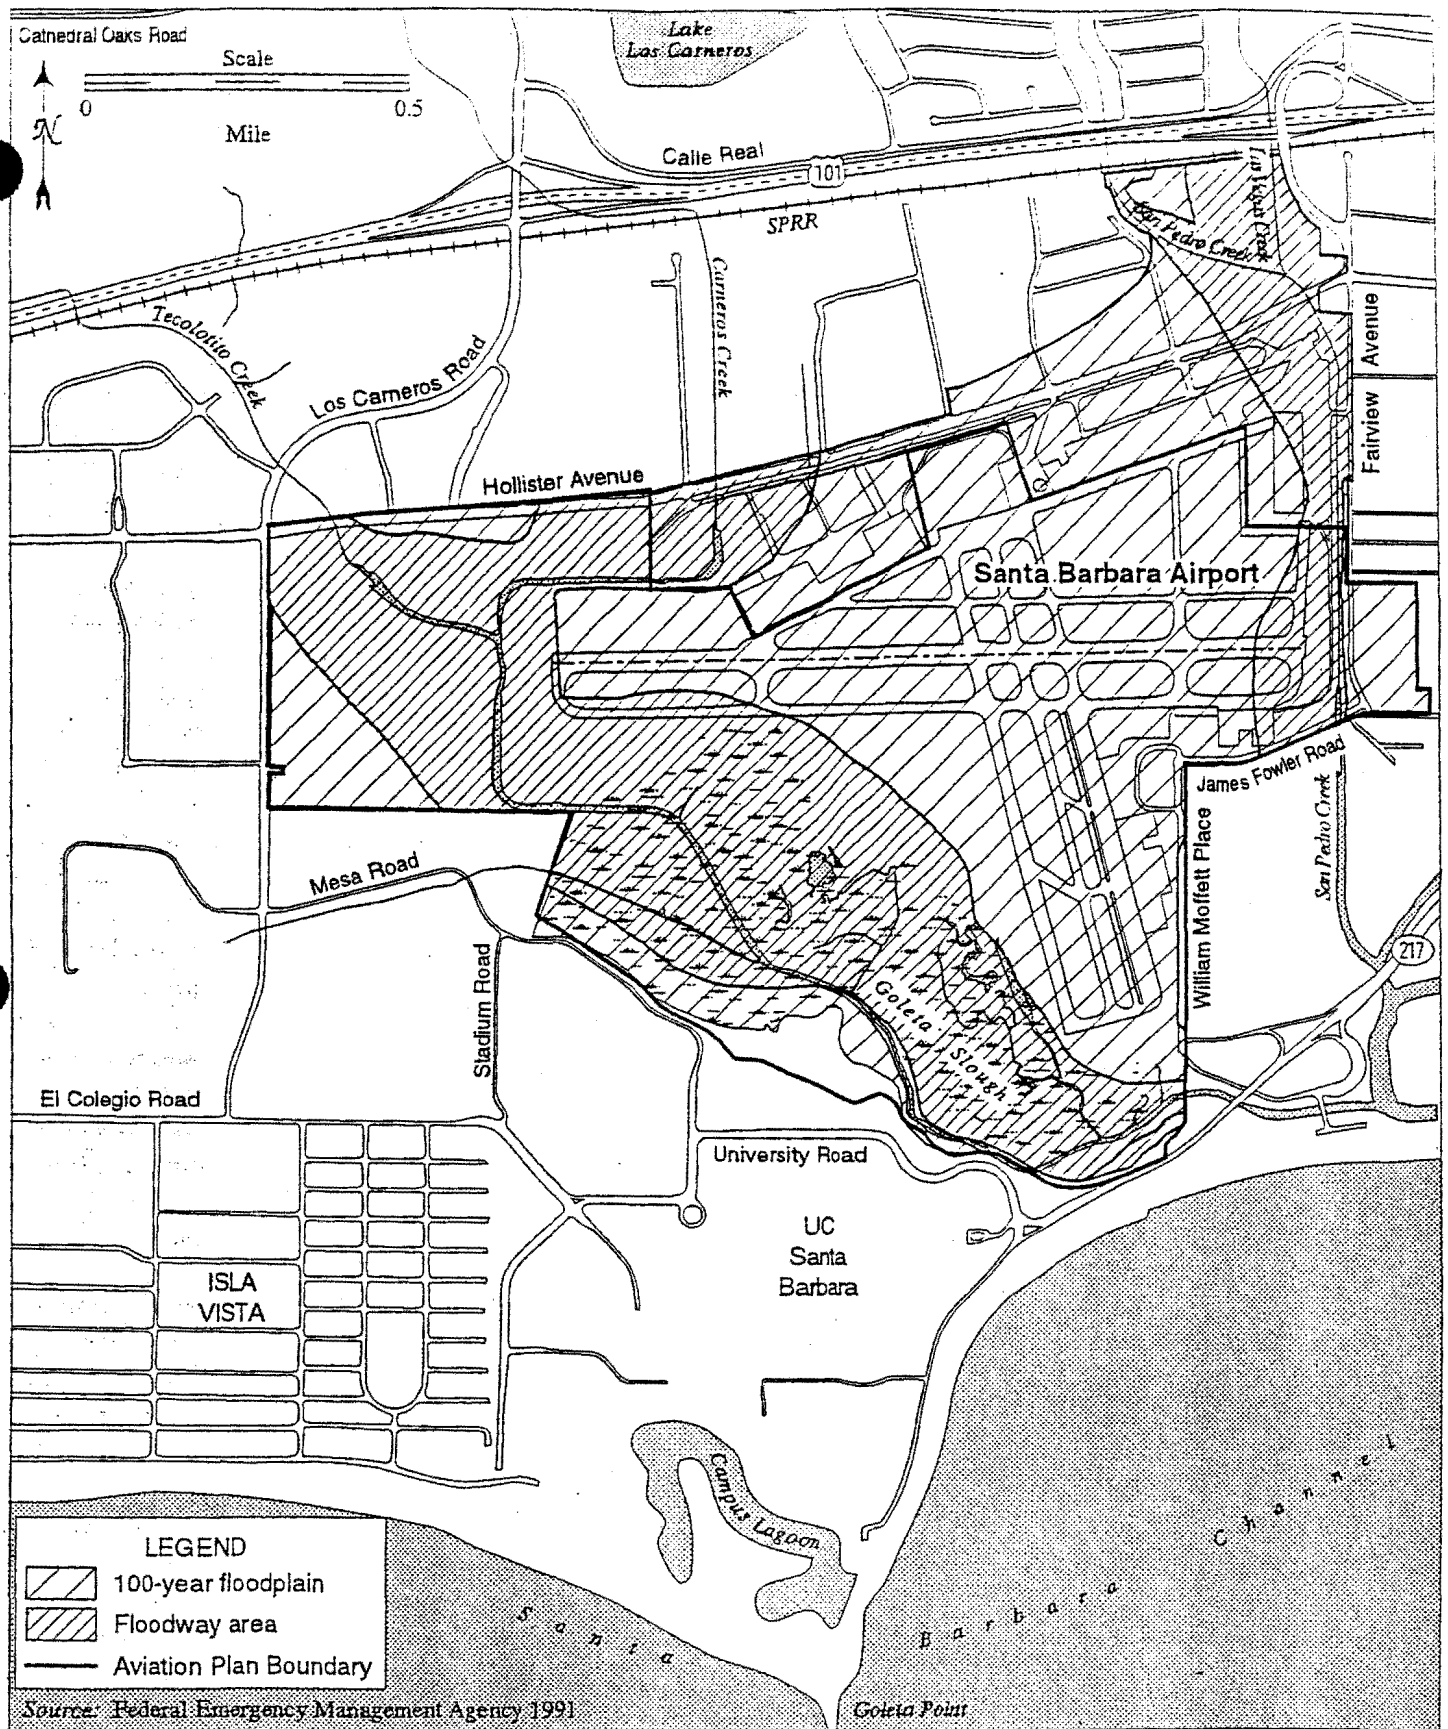 Cathedral Oaks Road
Scale
0 0.5
Mile
N
Lake
Los Carneros
Calle Real
101
SPRR
San Pedro Creek
Las Vegas Creek
Tecolotito Creek
Los Carneros Road
Carneros Creek
Fairview Avenue
Hollister Avenue
Santa Barbara Airport
James Fowler Road
San Pedro Creek
William Moffett Place
217
Mesa Road
Stadium Road
Goleta Slough
El Colegio Road
University Road
UC
Santa
Barbara
ISLA
VISTA
Campus Lagoon
Santa Barbara Channel
LEGEND
100-year floodplain
Floodway area
Aviation Plan Boundary
Source: Federal Emergency Management Agency 1991
Goleta Point